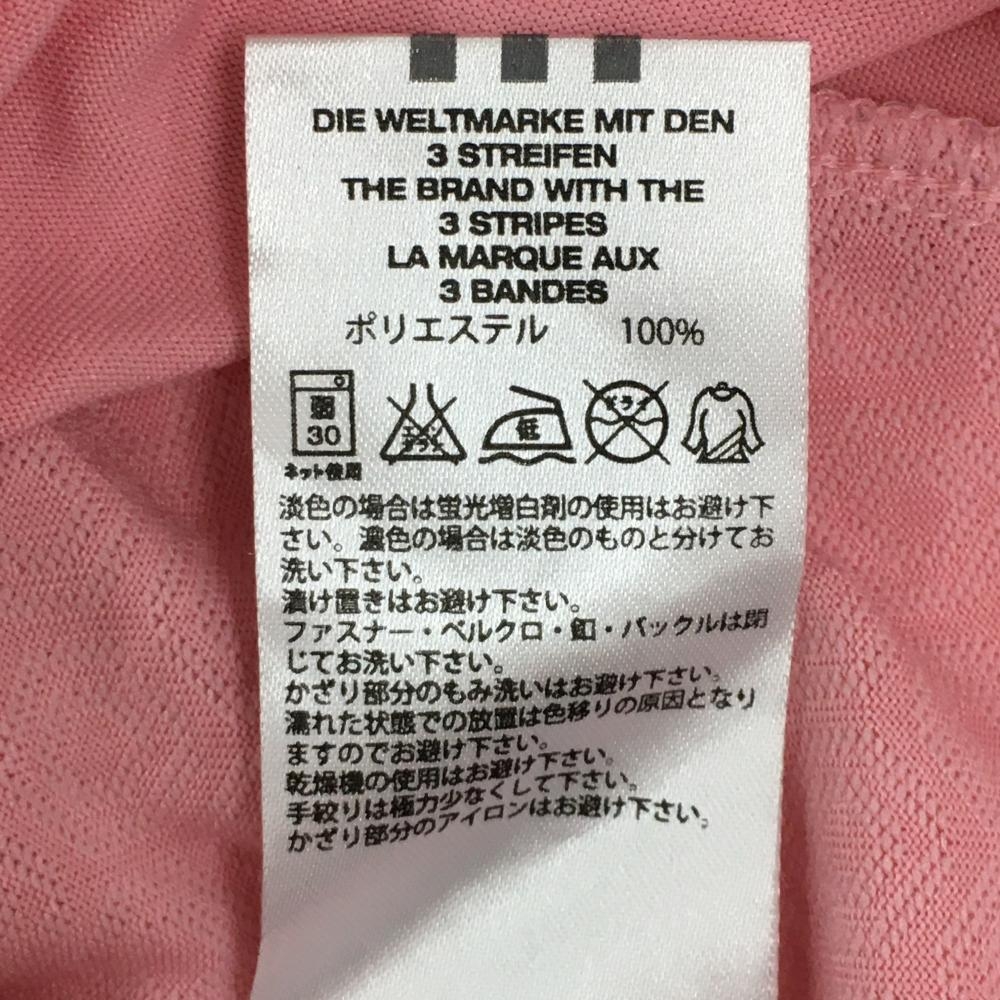 DIE WELTMARKE MIT DEN
3 STREIFEN
THE BRAND WITH THE
3 STRIPES
LA MARQUE AUX
3 BANDES
ポリエステル 100%
弱 30 エンソサラシ 低 ドライ
ネット使用
淡色の場合は蛍光増白剤の使用はお避け下
さい。濃色の場合は淡色のものと分けてお
洗い下さい。
漬け置きはお避け下さい。
ファスナー・ベルクロ・釦・バックルは閉
じてお洗い下さい。
かざり部分のもみ洗いはお避け下さい。
濡れた状態での放置は色移りの原因となり
ますのでお避け下さい。
乾燥機の使用はお避け下さい。
手絞りは極力少なくして下さい。
かざり部分のアイロンはお避け下さい。